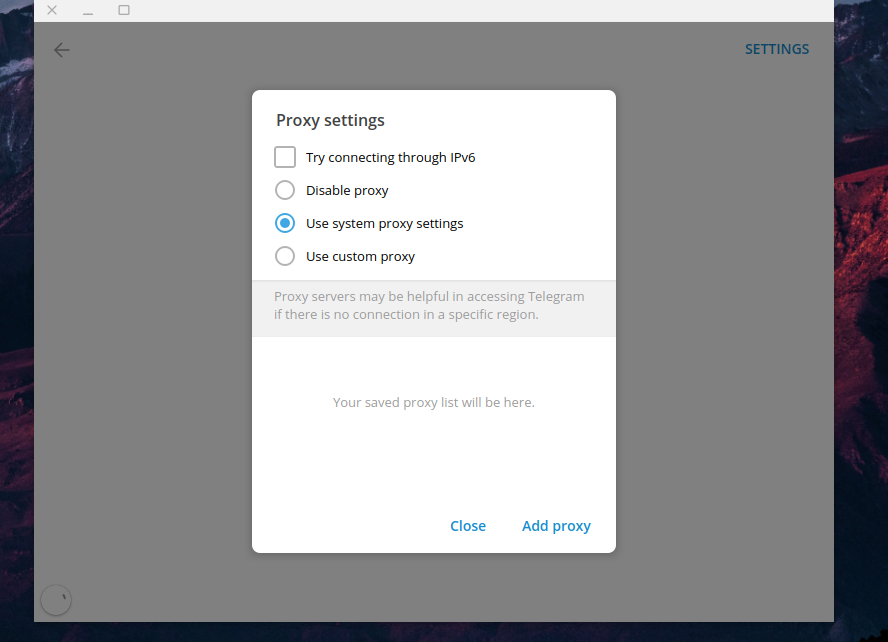 SETTINGS
Proxy settings
Try connecting through IPv6
Disable proxy
Use system proxy settings
Use custom proxy
Proxy servers may be helpful in accessing Telegram
if there is no connection in a specific region.
Your saved proxy list will be here.
Close Add proxy